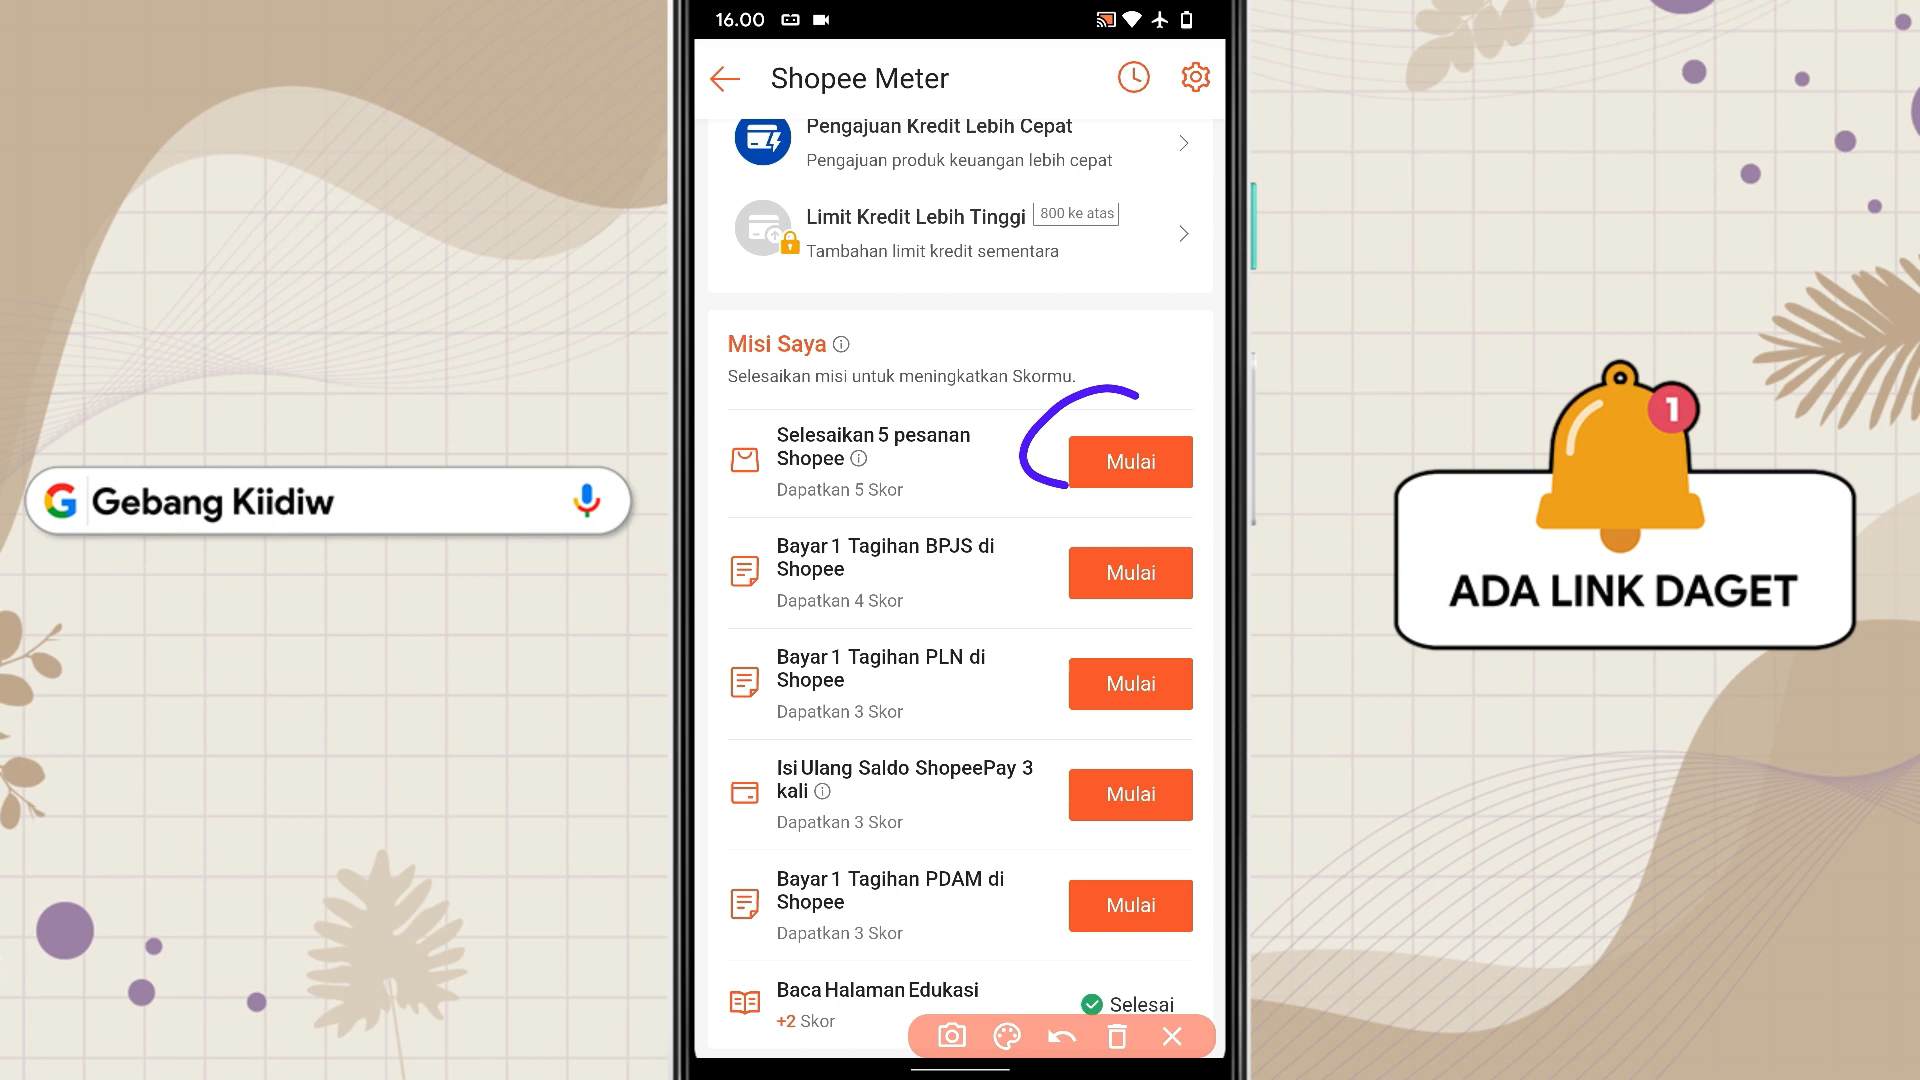 16.00
Shopee Meter
Pengajuan Kredit Lebih Cepat
Pengajuan produk keuangan lebih cepat
Limit Kredit Lebih Tinggi 800 ke atas
Tambahan limit kredit sementara
Misi Saya
Selesaikan misi untuk meningkatkan Skormu.
Selesaikan 5 pesanan
Shopee
Dapatkan 5 Skor
Mulai
Bayar 1 Tagihan BPJS di
Shopee
Dapatkan 4 Skor
Mulai
Bayar 1 Tagihan PLN di
Shopee
Dapatkan 3 Skor
Mulai
Isi Ulang Saldo ShopeePay 3
kali
Dapatkan 3 Skor
Mulai
Bayar 1 Tagihan PDAM di
Shopee
Dapatkan 3 Skor
Mulai
Baca Halaman Edukasi
+2 Skor
Selesai
G Gebang Kiidiw
1
ADA LINK DAGET